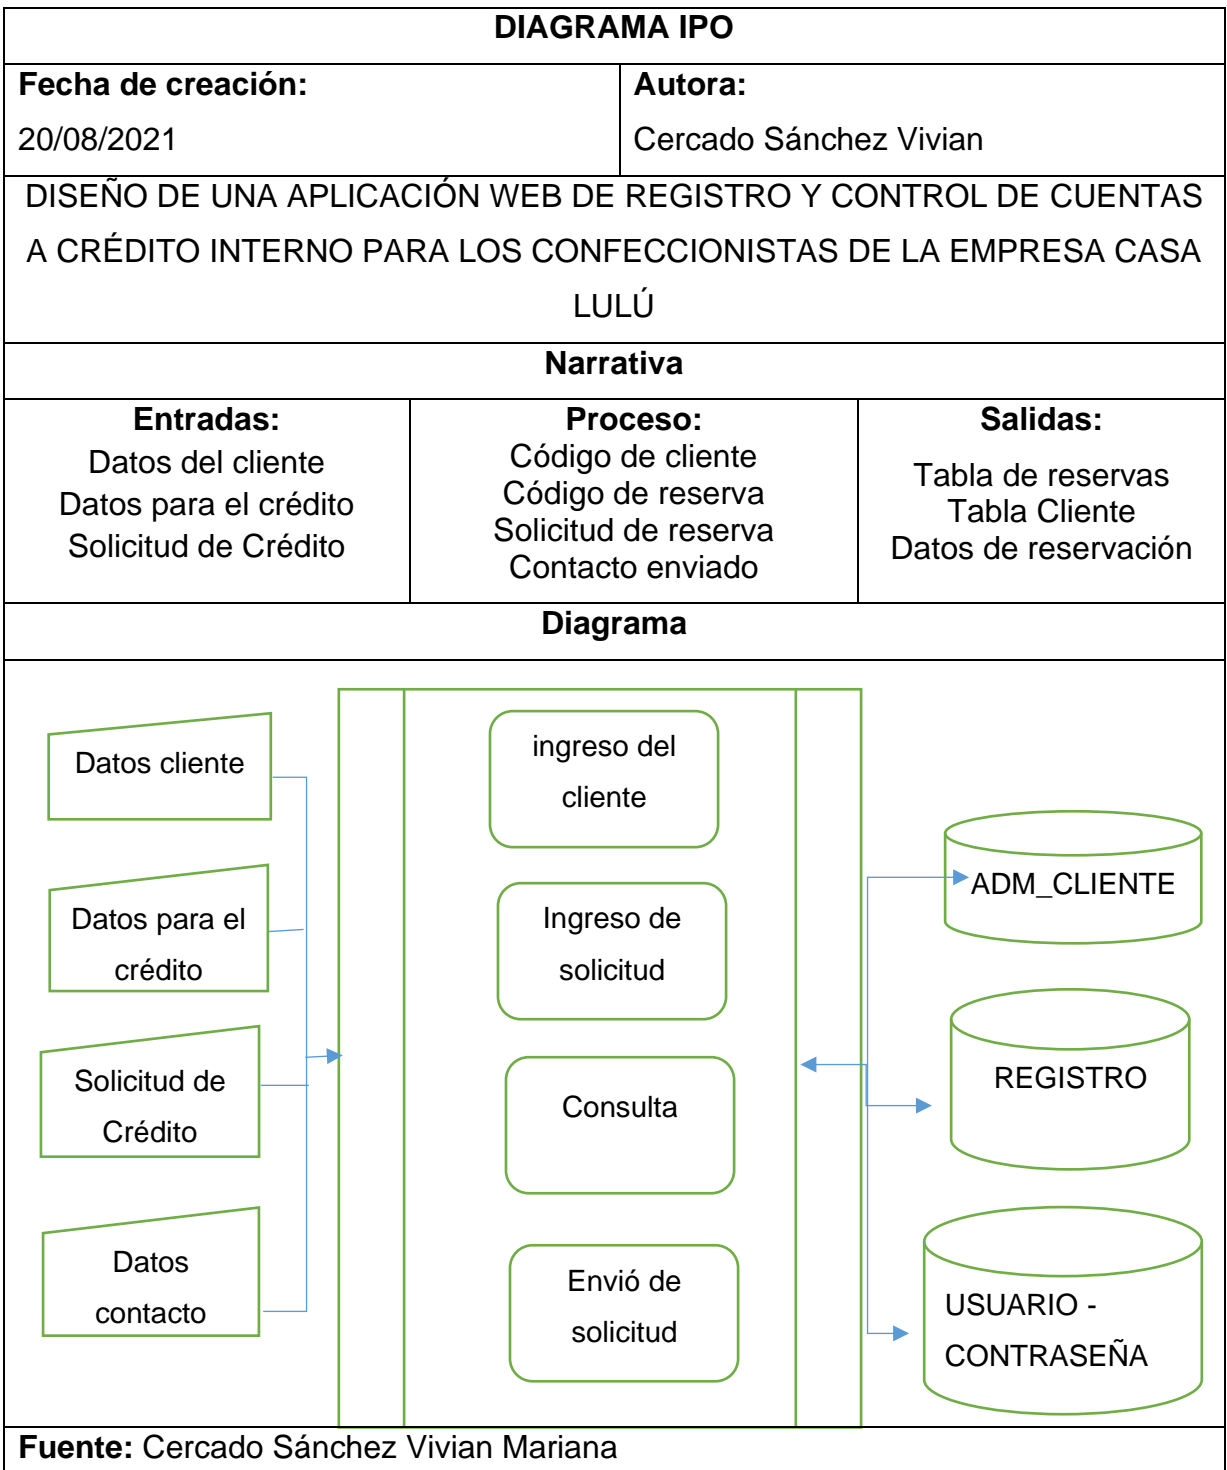 DIAGRAMA IPO
Fecha de creación:
20/08/2021
Autora:
Cercado Sánchez Vivian
DISEÑO DE UNA APLICACIÓN WEB DE REGISTRO Y CONTROL DE CUENTAS
A CRÉDITO INTERNO PARA LOS CONFECCIONISTAS DE LA EMPRESA CASA
LULÚ
Narrativa
Entradas:
Datos del cliente
Datos para el crédito
Solicitud de Crédito
Proceso:
Código de cliente
Código de reserva
Solicitud de reserva
Contacto enviado
Salidas:
Tabla de reservas
Tabla Cliente
Datos de reservación
Diagrama
Datos cliente
Datos para el
crédito
Solicitud de
Crédito
Datos
contacto
ingreso del
cliente
Ingreso de
solicitud
Consulta
Envió de
solicitud
ADM_CLIENTE
REGISTRO
USUARIO -
CONTRASEÑA
Fuente: Cercado Sánchez Vivian Mariana